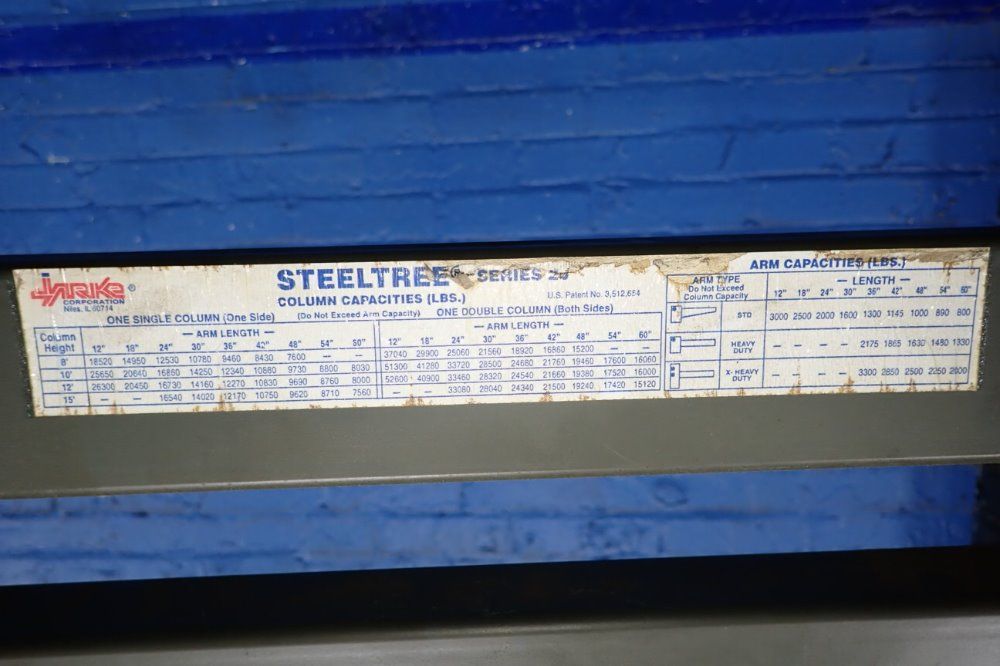 JARKE®
CORPORATION
Niles, IL 60714
STEELTREE® SERIES
COLUMN CAPACITIES (LBS.)
U.S. Patent No. 3,512,654
ONE SINGLE COLUMN (One Side) (Do Not Exceed Arm Capacity) ONE DOUBLE COLUMN (Both Sides)
Column Height — ARM LENGTH — — ARM LENGTH —
12" 18" 24" 30" 36" 42" 48" 54" 12" 18" 24" 30" 36" 42" 48" 54" 60"
8' 18520 14950 12530 10780 9460 8430 7600 — — 37040 29900 25060 21560 18920 16860 15200 — —
10' 25650 20640 16860 14250 12340 10880 9730 8800 8030 51300 41280 33720 28500 24680 21760 19460 17600 16060
12' 26300 20450 16730 14160 12270 10830 9690 8760 8000 52600 40900 33460 28320 24540 21660 19380 17520 16000
15' — — 16540 14020 12170 10750 9620 8710 7560 — — 33080 28040 24340 21500 19240 17420 15120
ARM CAPACITIES (LBS.)
ARM TYPE
Do Not Exceed
Column Capacity
— LENGTH —
12" 18" 24" 30" 36" 42" 48" 54" 60"
STD 3000 2500 2000 1600 1300 1145 1000 890 800
HEAVY DUTY — — — — 2175 1865 1630 1480 1330
X-HEAVY DUTY — — — — 3300 2850 2500 2250 2000